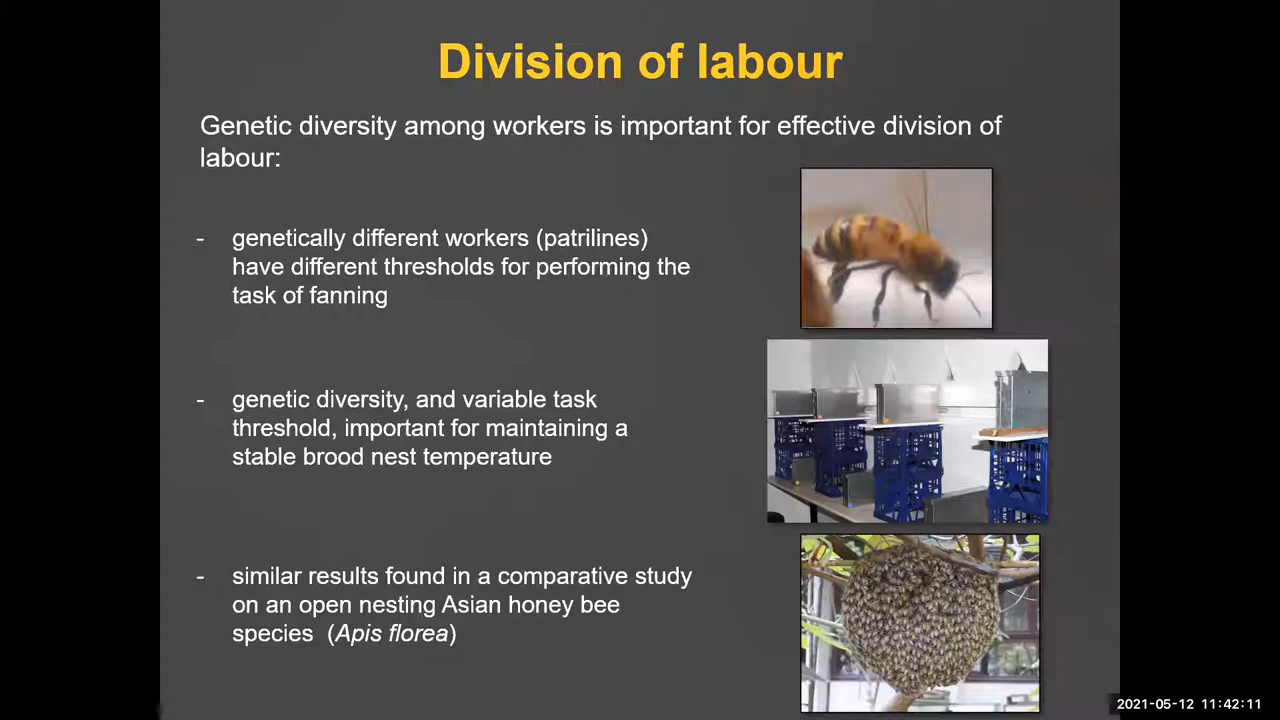 Division of labour
Genetic diversity among workers is important for effective division of
labour:
- genetically different workers (patrilines)
have different thresholds for performing the
task of fanning
- genetic diversity, and variable task
threshold, important for maintaining a
stable brood nest temperature
- similar results found in a comparative study
on an open nesting Asian honey bee
species (Apis florea)
2021-05-12 11:42:11